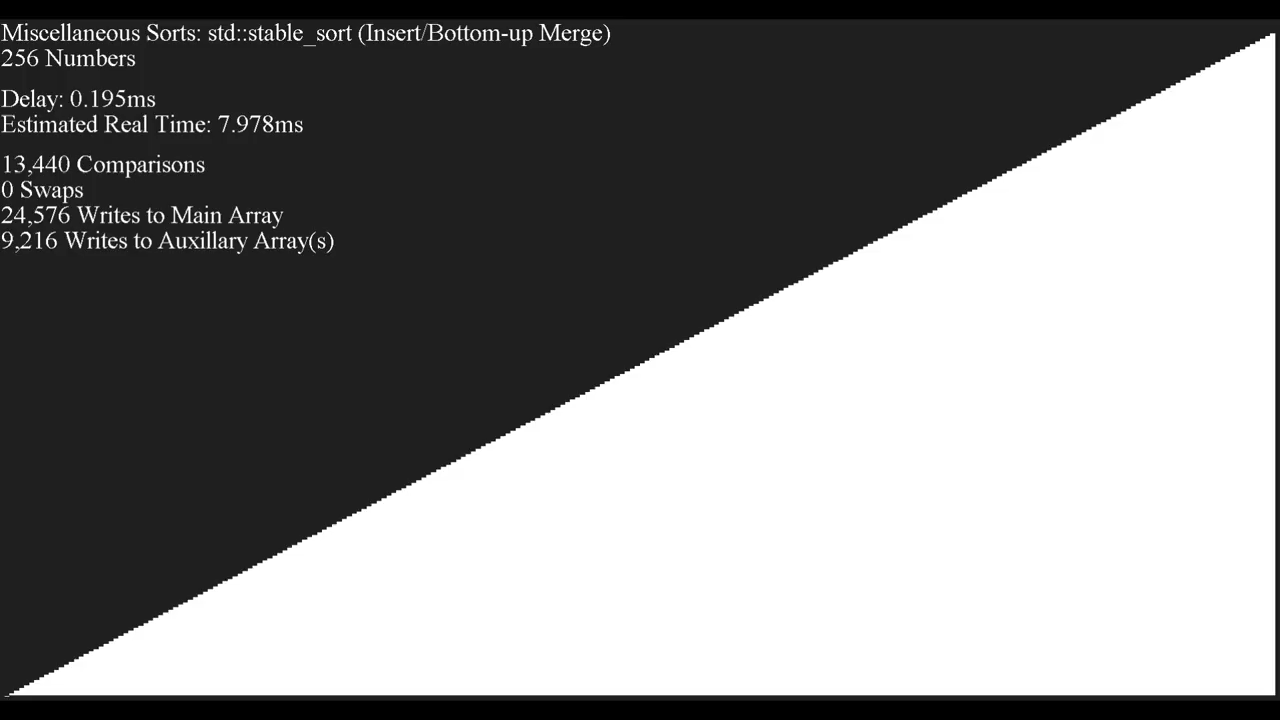 Miscellaneous Sorts: std::stable_sort (Insert/Bottom-up Merge)
256 Numbers
Delay: 0.195ms
Estimated Real Time: 7.978ms
13,440 Comparisons
0 Swaps
24,576 Writes to Main Array
9,216 Writes to Auxillary Array(s)